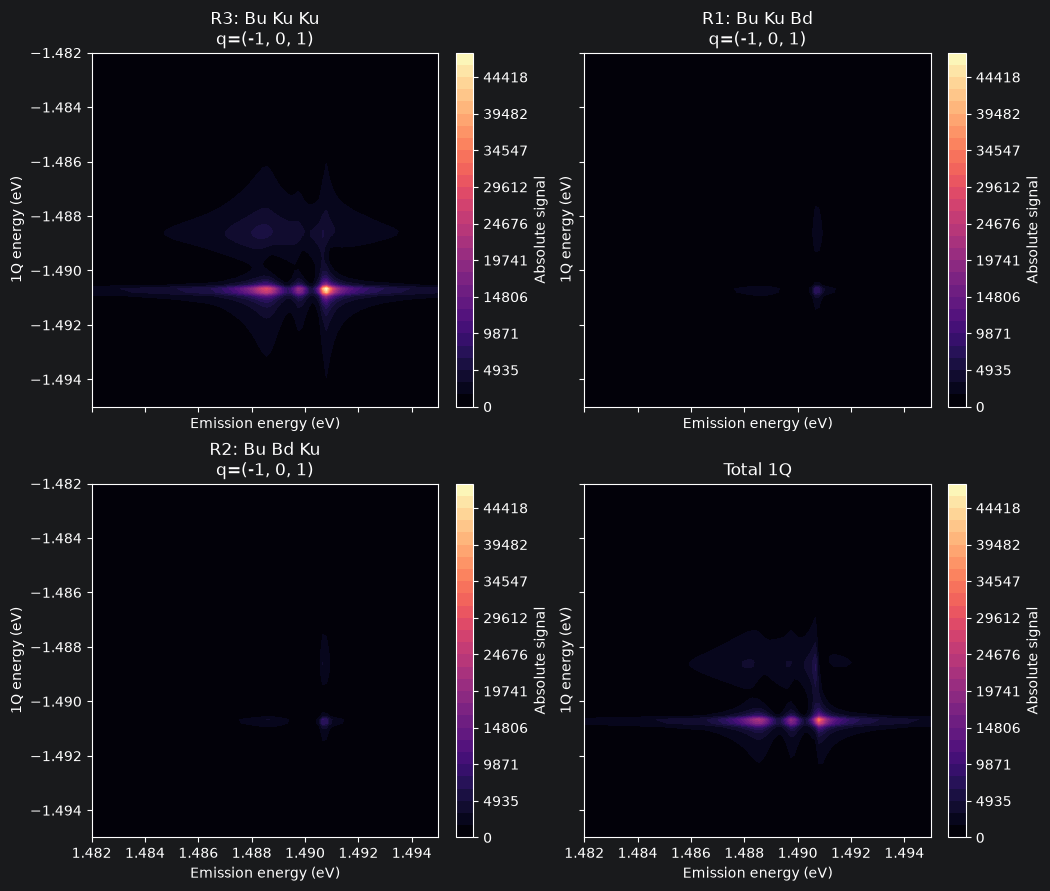 R3: Bu Ku Ku
q=(-1, 0, 1)
−1.482
−1.484
−1.486
−1.488
−1.490
−1.492
−1.494
1Q energy (eV)
Emission energy (eV)
44418
39482
34547
29612
24676
19741
14806
9871
4935
0
Absolute signal
R1: Bu Ku Bd
q=(-1, 0, 1)
1Q energy (eV)
Emission energy (eV)
44418
39482
34547
29612
24676
19741
14806
9871
4935
0
Absolute signal
R2: Bu Bd Ku
q=(-1, 0, 1)
−1.482
−1.484
−1.486
−1.488
−1.490
−1.492
−1.494
1Q energy (eV)
1.482 1.484 1.486 1.488 1.490 1.492 1.494
Emission energy (eV)
44418
39482
34547
29612
24676
19741
14806
9871
4935
0
Absolute signal
Total 1Q
1Q energy (eV)
1.482 1.484 1.486 1.488 1.490 1.492 1.494
Emission energy (eV)
44418
39482
34547
29612
24676
19741
14806
9871
4935
0
Absolute signal